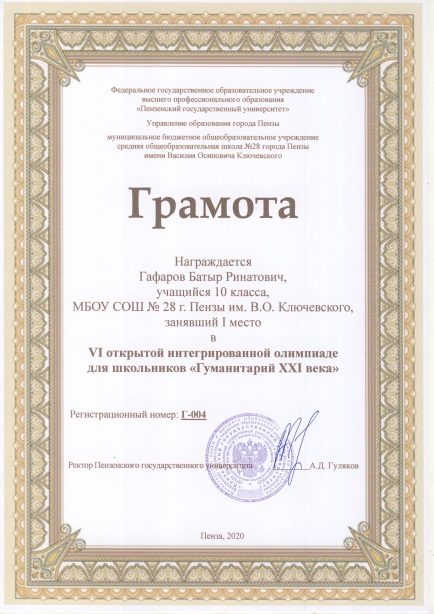 Федеральное государственное образовательное учреждение
высшего профессионального образования
«Пензенский государственный университет»
Управление образования города Пензы
муниципальное бюджетное общеобразовательное учреждение
средняя общеобразовательная школа №28 города Пензы
имени Василия Осиповича Ключевского
Грамота
Награждается
Гафаров Батыр Ринатович,
учащийся 10 класса,
МБОУ СОШ № 28 г. Пензы им. В.О. Ключевского,
занявший I место
в
VI открытой интегрированной олимпиаде
для школьников «Гуманитарий XXI века»
Регистрационный номер: Г-004
Ректор Пензенского государственного университета А.Д. Гуляков
Пенза, 2020